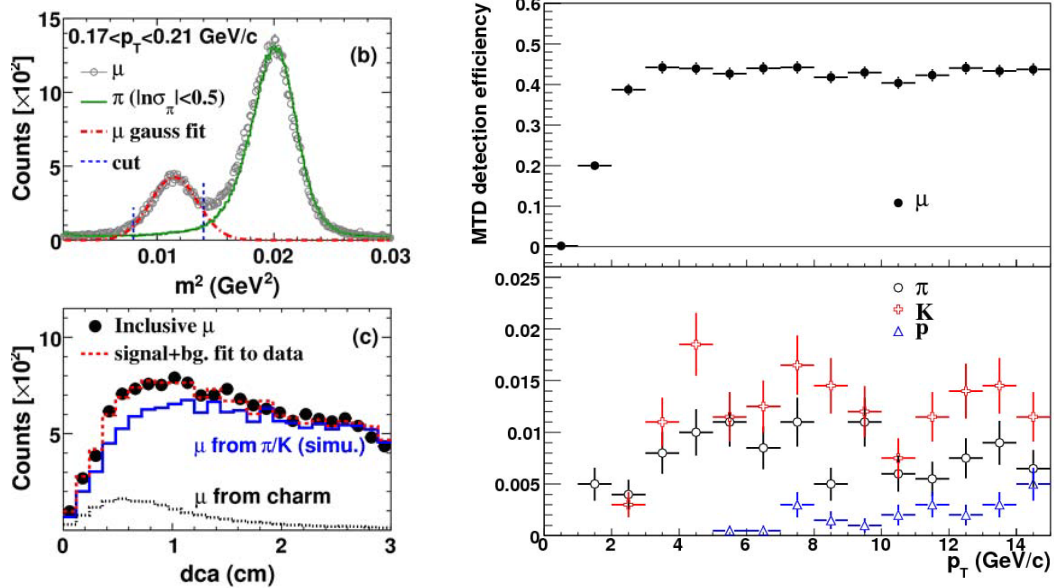 15
10
5
0
Counts [×10²]
0.17<p_T<0.21 GeV/c
(b)
μ
π (|nσ_π|<0.5)
μ gauss fit
cut
0.01
0.02
0.03
m² (GeV²)
10
5
Counts [×10²]
(c)
Inclusive μ
signal+bg. fit to data
μ from π/K (simu.)
μ from charm
0
1
2
3
dca (cm)
0.6
0.5
0.4
0.3
0.2
0.1
0
MTD detection efficiency
μ
0.025
0.02
0.015
0.01
0.005
0
π
K
p
0
2
4
6
8
10
12
14
p_T (GeV/c)